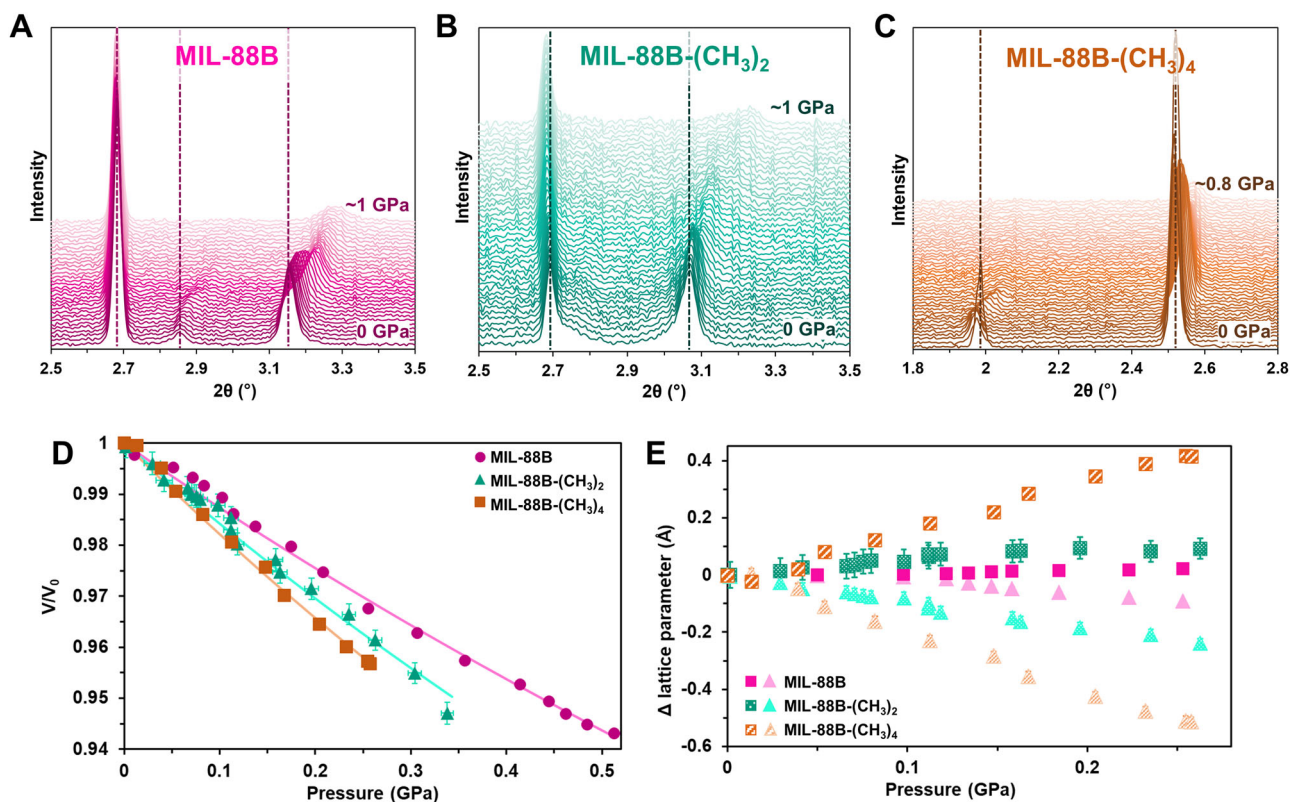 A
MIL-88B
~1 GPa
0 GPa
Intensity
2.5 2.7 2.9 3.1 3.3 3.5
2θ (°)
B
MIL-88B-(CH₃)₂
~1 GPa
0 GPa
Intensity
2.5 2.7 2.9 3.1 3.3 3.5
2θ (°)
C
MIL-88B-(CH₃)₄
~0.8 GPa
0 GPa
Intensity
1.8 2 2.2 2.4 2.6 2.8
2θ (°)
D
MIL-88B
MIL-88B-(CH₃)₂
MIL-88B-(CH₃)₄
V/V₀
1
0.99
0.98
0.97
0.96
0.95
0.94
0 0.1 0.2 0.3 0.4 0.5
Pressure (GPa)
E
Δ lattice parameter (Å)
0.4
0.2
0
-0.2
-0.4
-0.6
MIL-88B
MIL-88B-(CH₃)₂
MIL-88B-(CH₃)₄
0 0.1 0.2
Pressure (GPa)